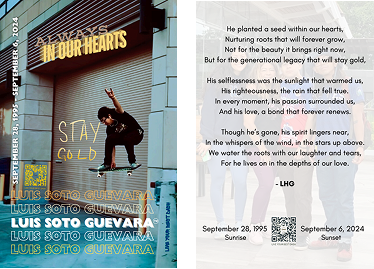 ALWAYS
IN OUR HEARTS
SEPTEMBER 28, 1995 — SEPTEMBER 6, 2024
STAY
GOLD
LUIS SOTO GUEVARA
LUIS SOTO GUEVARA
LUIS SOTO GUEVARA
LUIS SOTO GUEVARA
LUIS SOTO GUEVARA
He planted a seed within our hearts,
Nurturing roots that will forever grow,
Not for the beauty it brings right now,
But for the generational legacy that will stay gold,
His selflessness was the sunlight that warmed us,
His righteousness, the rain that fell true.
In every moment, his passion surrounded us,
And his love, a bond that forever renews.
Though he's gone, his spirit lingers near,
In the whispers of the wind, in the stars up above.
We water the roots with our laughter and tears,
For he lives on in the depths of our love.
- LHG
September 28, 1995
Sunrise
September 6, 2024
Sunset